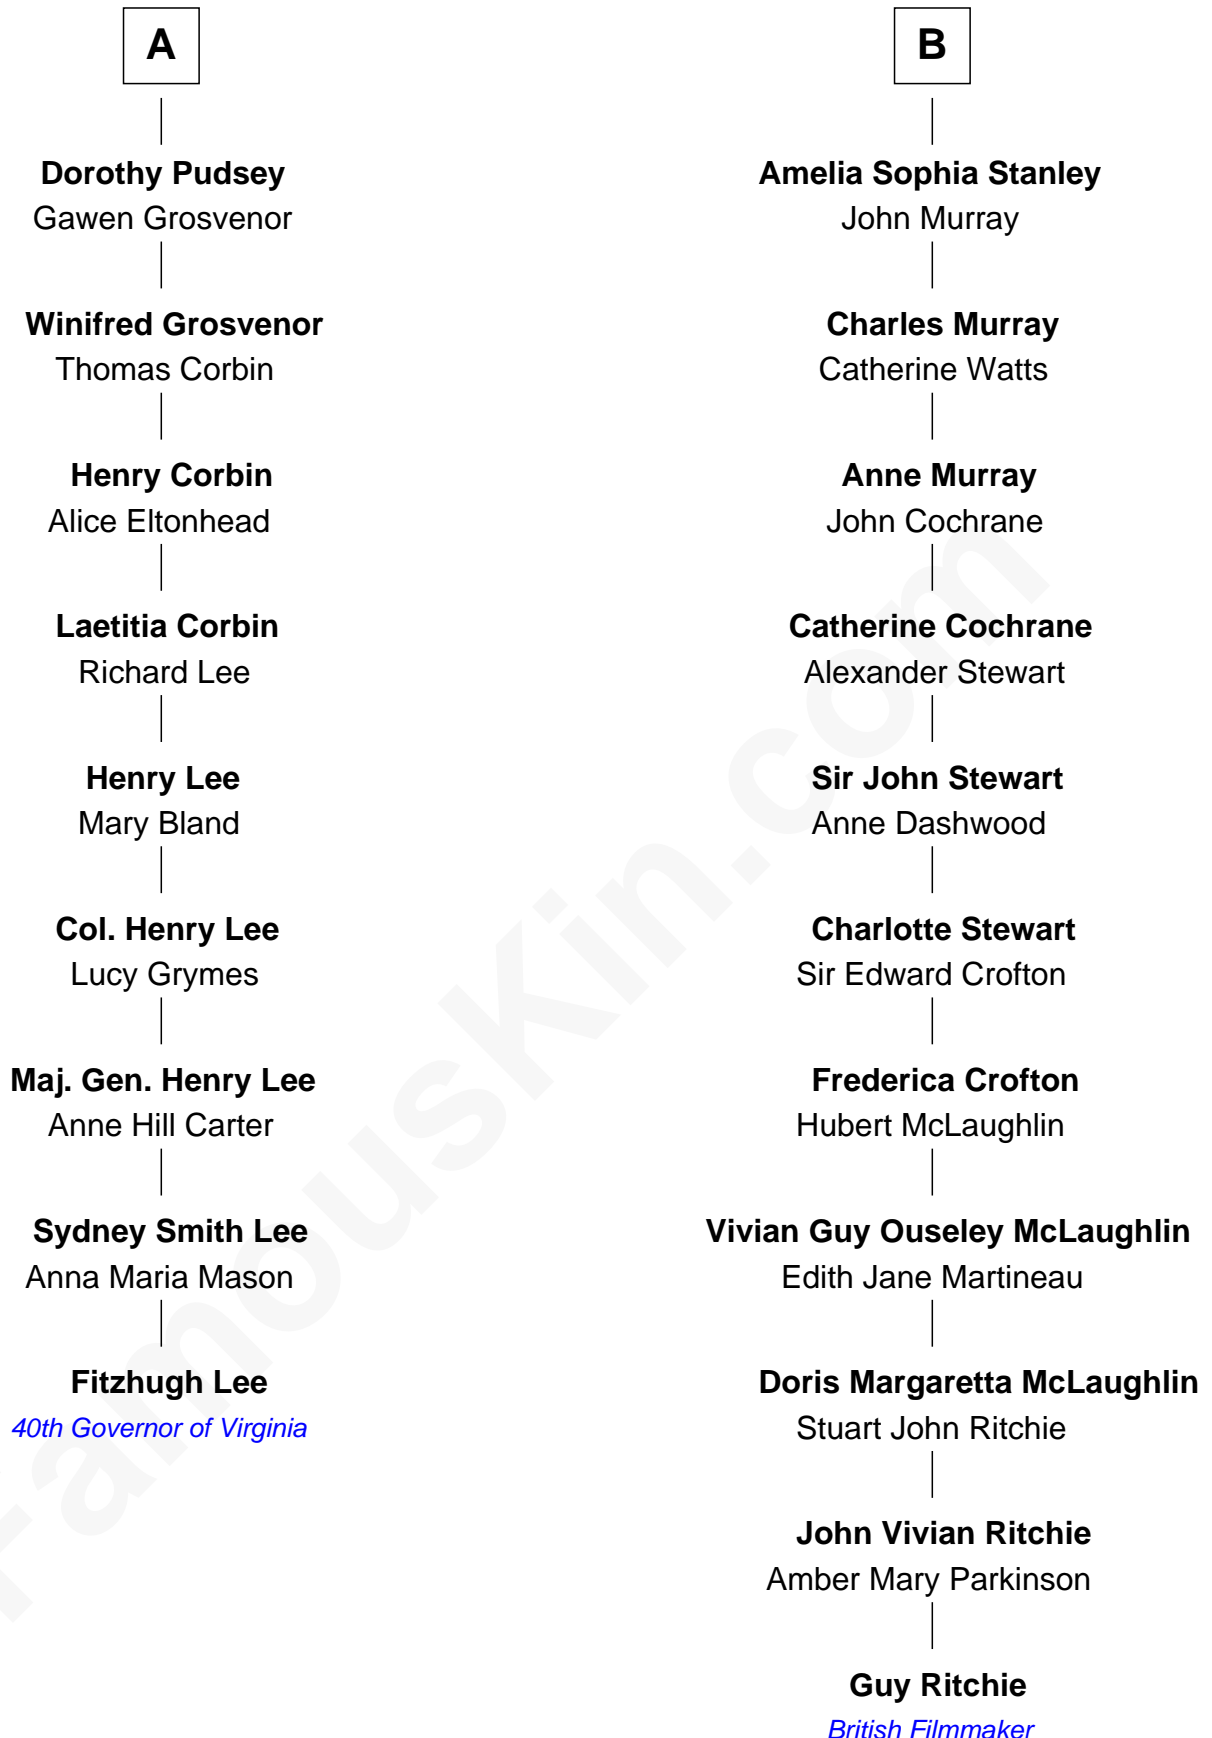 A
Dorothy Pudsey
Gawen Grosvenor
Winifred Grosvenor
Thomas Corbin
Henry Corbin
Alice Eltonhead
Laetitia Corbin
Richard Lee
Henry Lee
Mary Bland
Col. Henry Lee
Lucy Grymes
Maj. Gen. Henry Lee
Anne Hill Carter
Sydney Smith Lee
Anna Maria Mason
Fitzhugh Lee
40th Governor of Virginia
B
Amelia Sophia Stanley
John Murray
Charles Murray
Catherine Watts
Anne Murray
John Cochrane
Catherine Cochrane
Alexander Stewart
Sir John Stewart
Anne Dashwood
Charlotte Stewart
Sir Edward Crofton
Frederica Crofton
Hubert McLaughlin
Vivian Guy Ouseley McLaughlin
Edith Jane Martineau
Doris Margaretta McLaughlin
Stuart John Ritchie
John Vivian Ritchie
Amber Mary Parkinson
Guy Ritchie
British Filmmaker
FamousKin.com